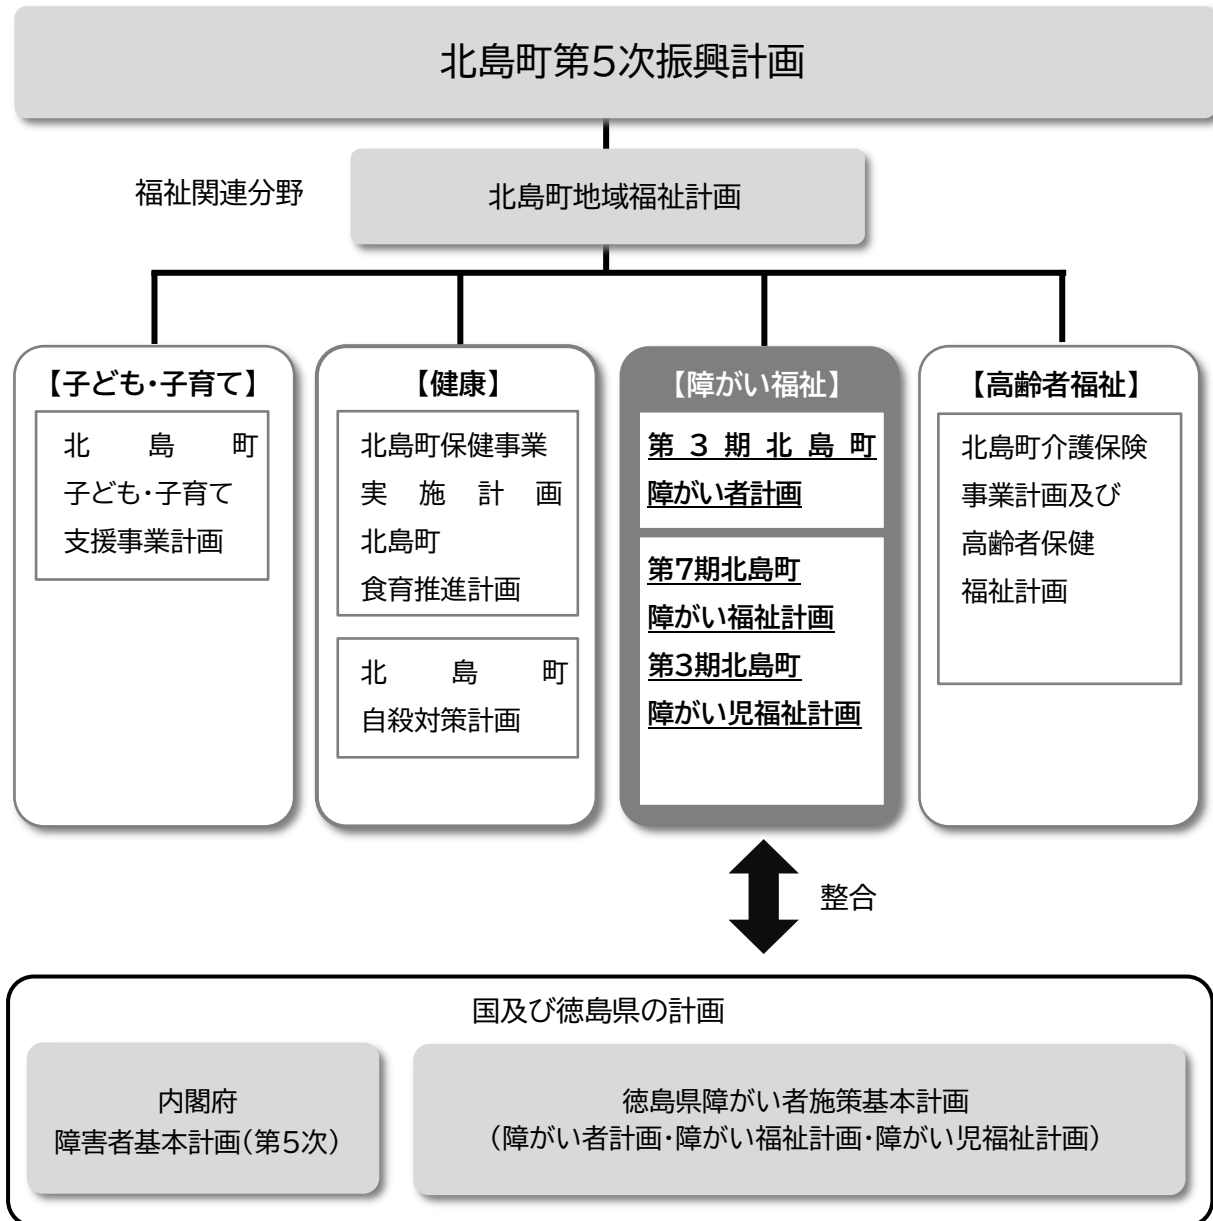 北島町第5次振興計画
福祉関連分野
北島町地域福祉計画
【子ども・子育て】
北島町
子ども・子育て
支援事業計画
【健康】
北島町保健事業
実施計画
北島町
食育推進計画
北島町
自殺対策計画
【障がい福祉】
第3期北島町
障がい者計画
第7期北島町
障がい福祉計画
第3期北島町
障がい児福祉計画
【高齢者福祉】
北島町介護保険
事業計画及び
高齢者保健
福祉計画
整合
国及び徳島県の計画
内閣府
障害者基本計画(第5次)
徳島県障がい者施策基本計画
(障がい者計画・障がい福祉計画・障がい児福祉計画)